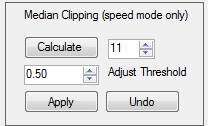 Median Clipping (speed mode only)
Calculate 11
0.50 Adjust Threshold
Apply Undo